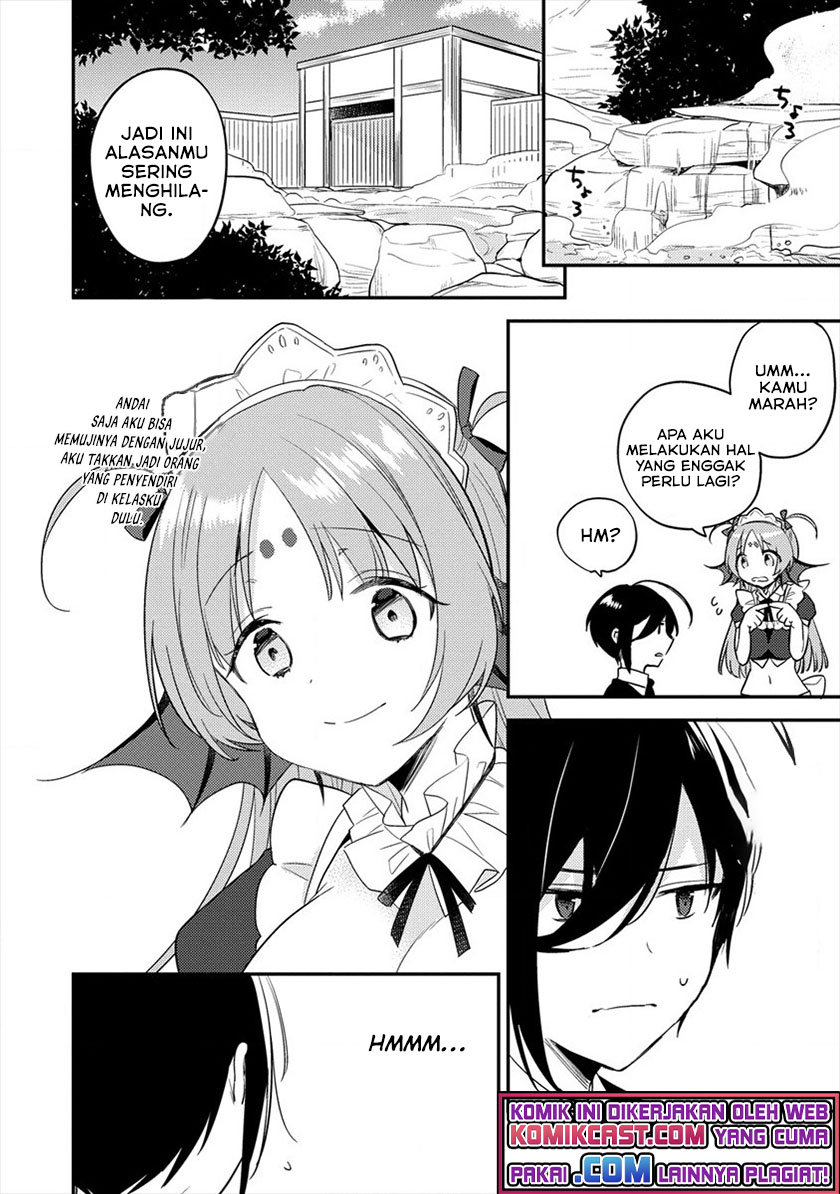 ちょろ
ちょろ
JADI INI
ALASANMU
SERING
MENGHILA-
NG.
UMM...
KAMU
MARAH?
APA AKU
MELAKUKAN HAL
YANG ENGGAK
PERLU LAGI?
HM?
ANDAI
SAJA AKU BISA
MEMUJINYA DENGAN JUJUR,
AKU TAKKAN JADI ORANG
YANG PENYENDIRI
DI KELASKU
DULU.
HMMM...
KOMIK INI DIKERJAKAN OLEH WEB
KOMIKCAST.COM YANG CUMA
PAKAI .COM LAINNYA PLAGIAT!